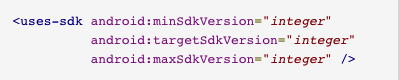 <uses-sdk android:minSdkVersion="integer"
android:targetSdkVersion="integer"
android:maxSdkVersion="integer" />